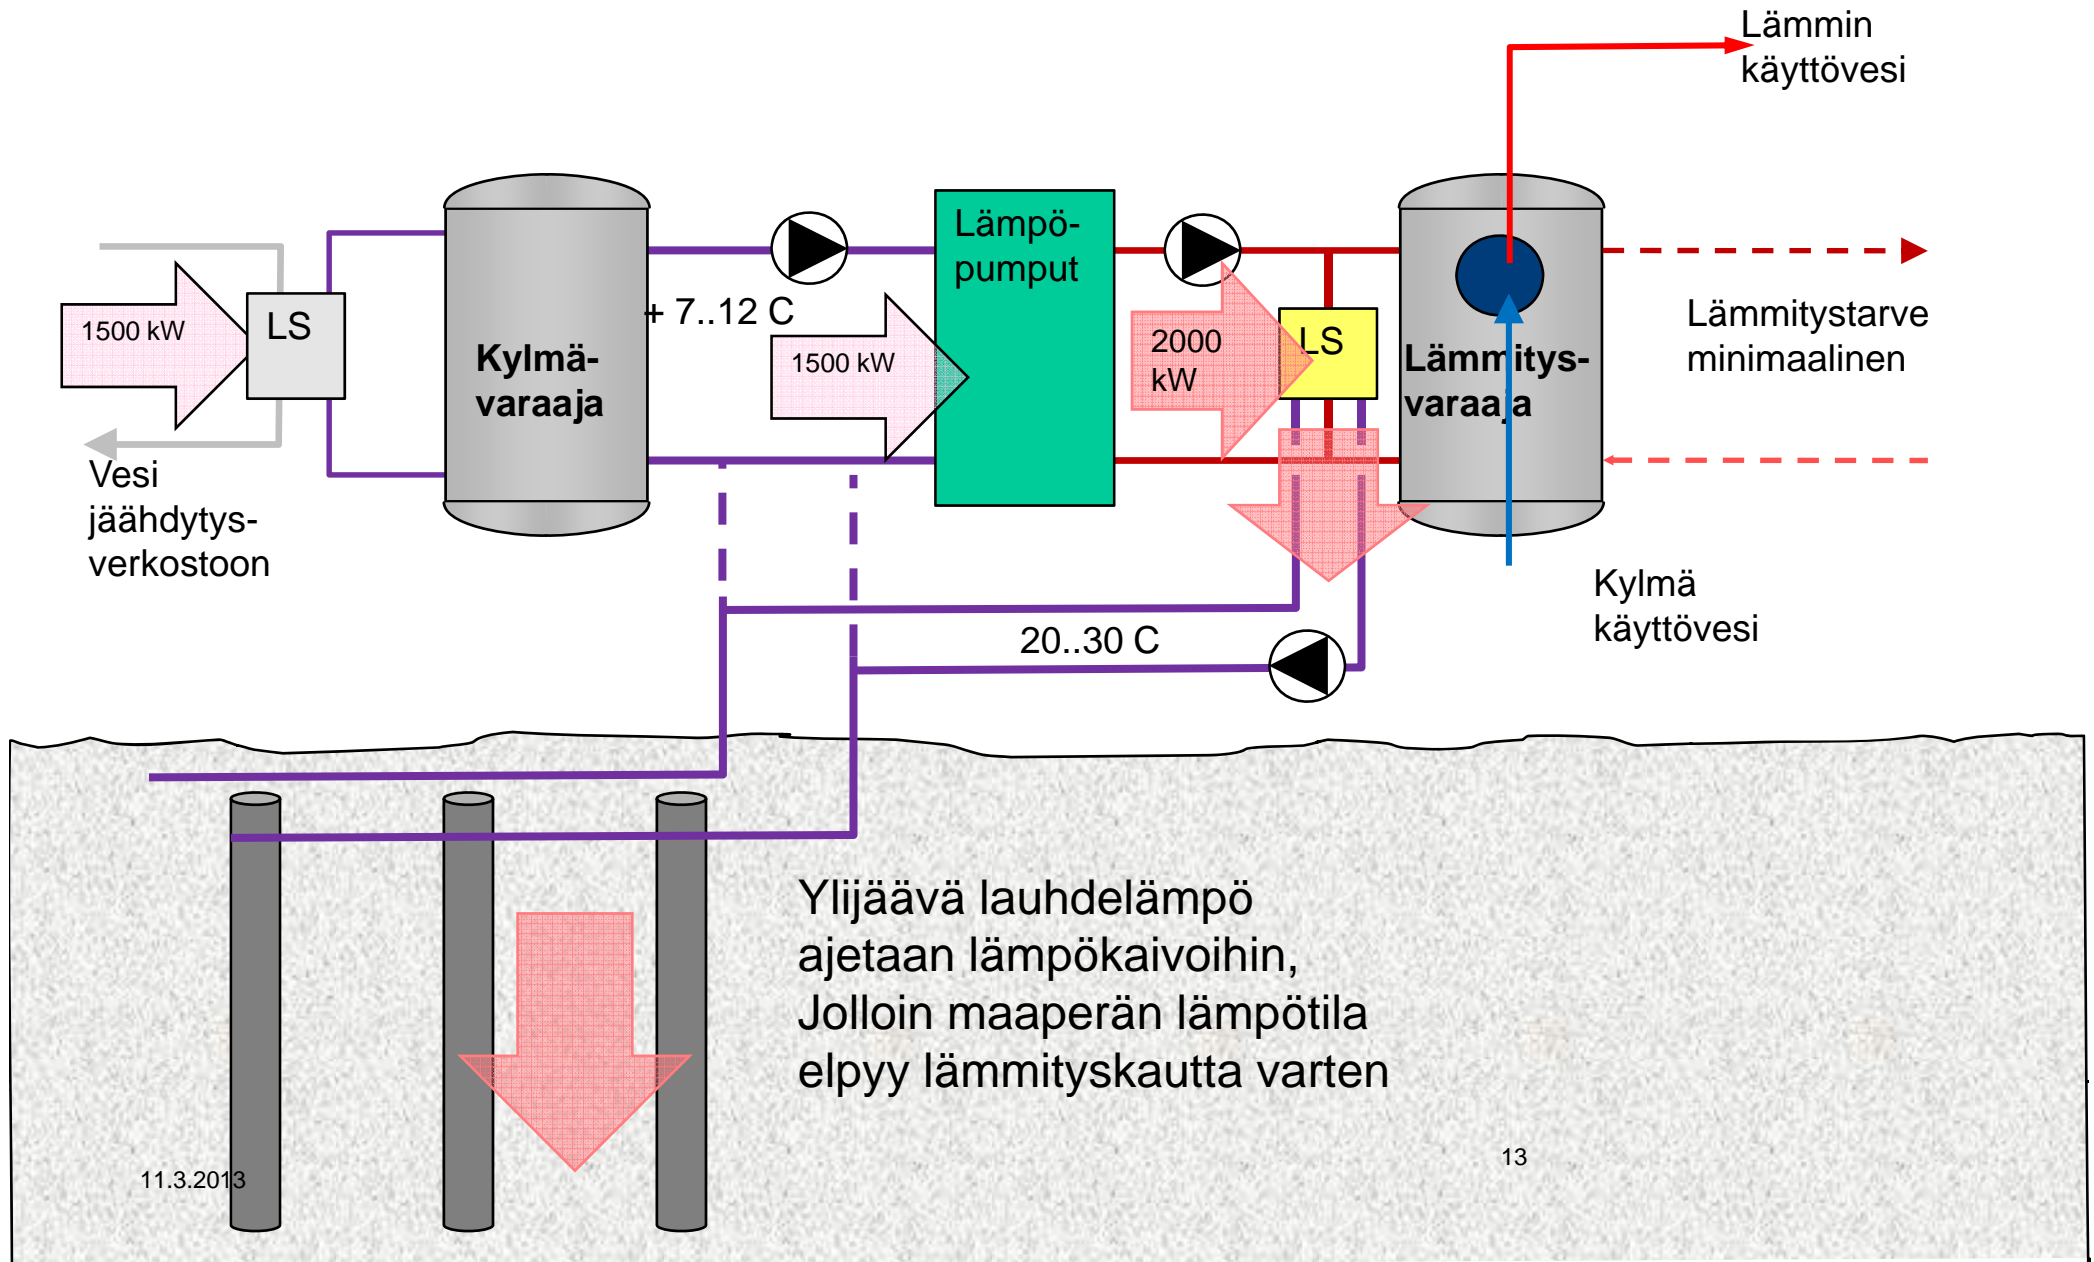 Lämmin
käyttövesi
Lämpö-
pumput
+ 7..12 C
1500 kW
LS
Kylmä-
varaaja
1500 kW
2000
kW
LS
Lämmitys-
varaaja
Lämmitystarve
minimaalinen
Vesi
jäähdytys-
verkostoon
Kylmä
käyttövesi
20..30 C
Ylijäävä lauhdelämpö
ajetaan lämpökaivoihin,
Jolloin maaperän lämpötila
elpyy lämmityskautta varten
11.3.2013
13